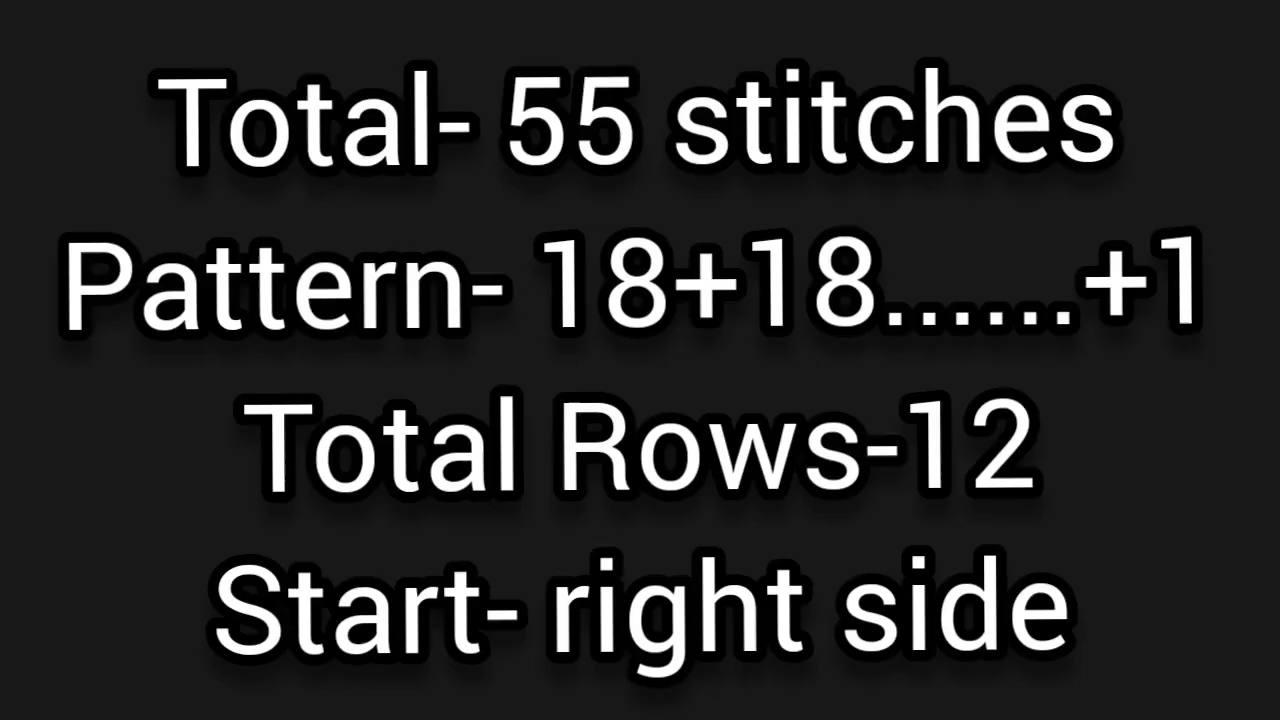 Total- 55 stitches
Pattern- 18+18......+1
Total Rows-12
Start- right side